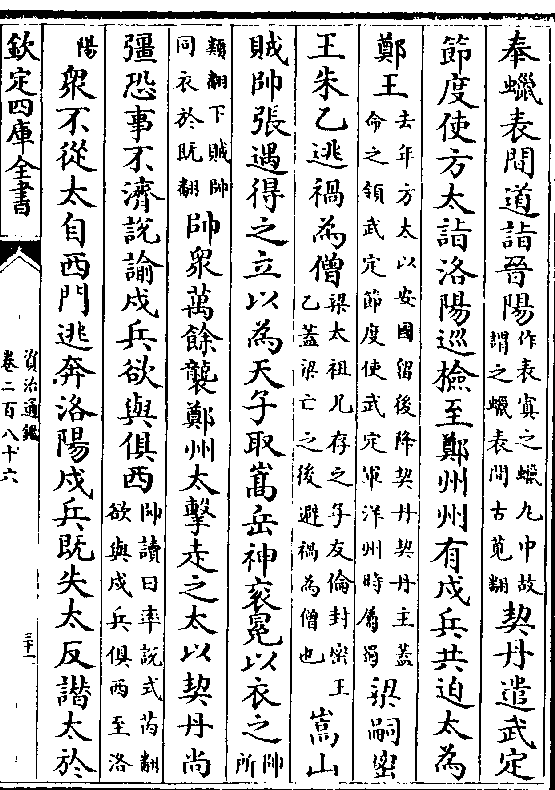 奉蠟表間道詣晉陽作表寘之蠟丸中故謂之蠟表間古莧翻契丹遣武定
節度使方太詣洛陽巡檢至鄭州州有戍兵共迫太為
鄭王去年方太以安國留後降契丹契丹主蓋命之領武定節度使武定軍洋州時屬蜀梁嗣密
王朱乙逃禍為僧梁太祖兄存之子友倫封密王乙蓋梁亡之後避禍為僧也嵩山
賊帥張遇得之立以為天子取嵩岳神衮冕以衣之帥所
類翻下賊帥同衣於既翻帥衆萬餘襲鄭州太擊走之太以契丹尚
彊恐事不濟說諭戍兵欲與俱西帥讀曰率說式芮翻欲與戍兵俱西至洛
陽衆不從太自西門逃奔洛陽戍兵既失太反譖太於
欽定四庫全書
資治通鑑
卷二百八十六
三十一